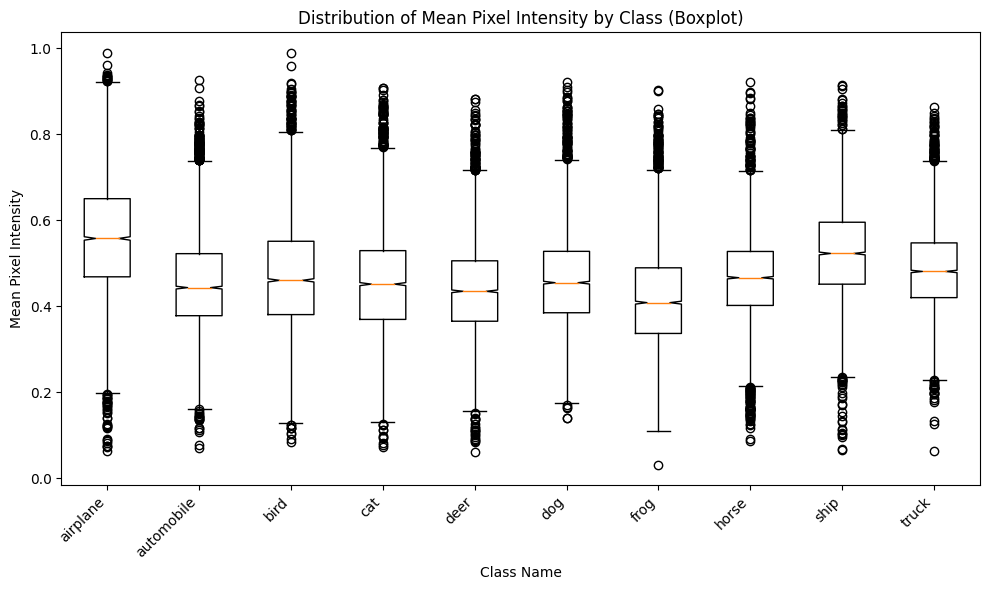 Distribution of Mean Pixel Intensity by Class (Boxplot)
Mean Pixel Intensity
1.0
0.8
0.6
0.4
0.2
0.0
airplane
automobile
bird
cat
deer
dog
frog
horse
ship
truck
Class Name